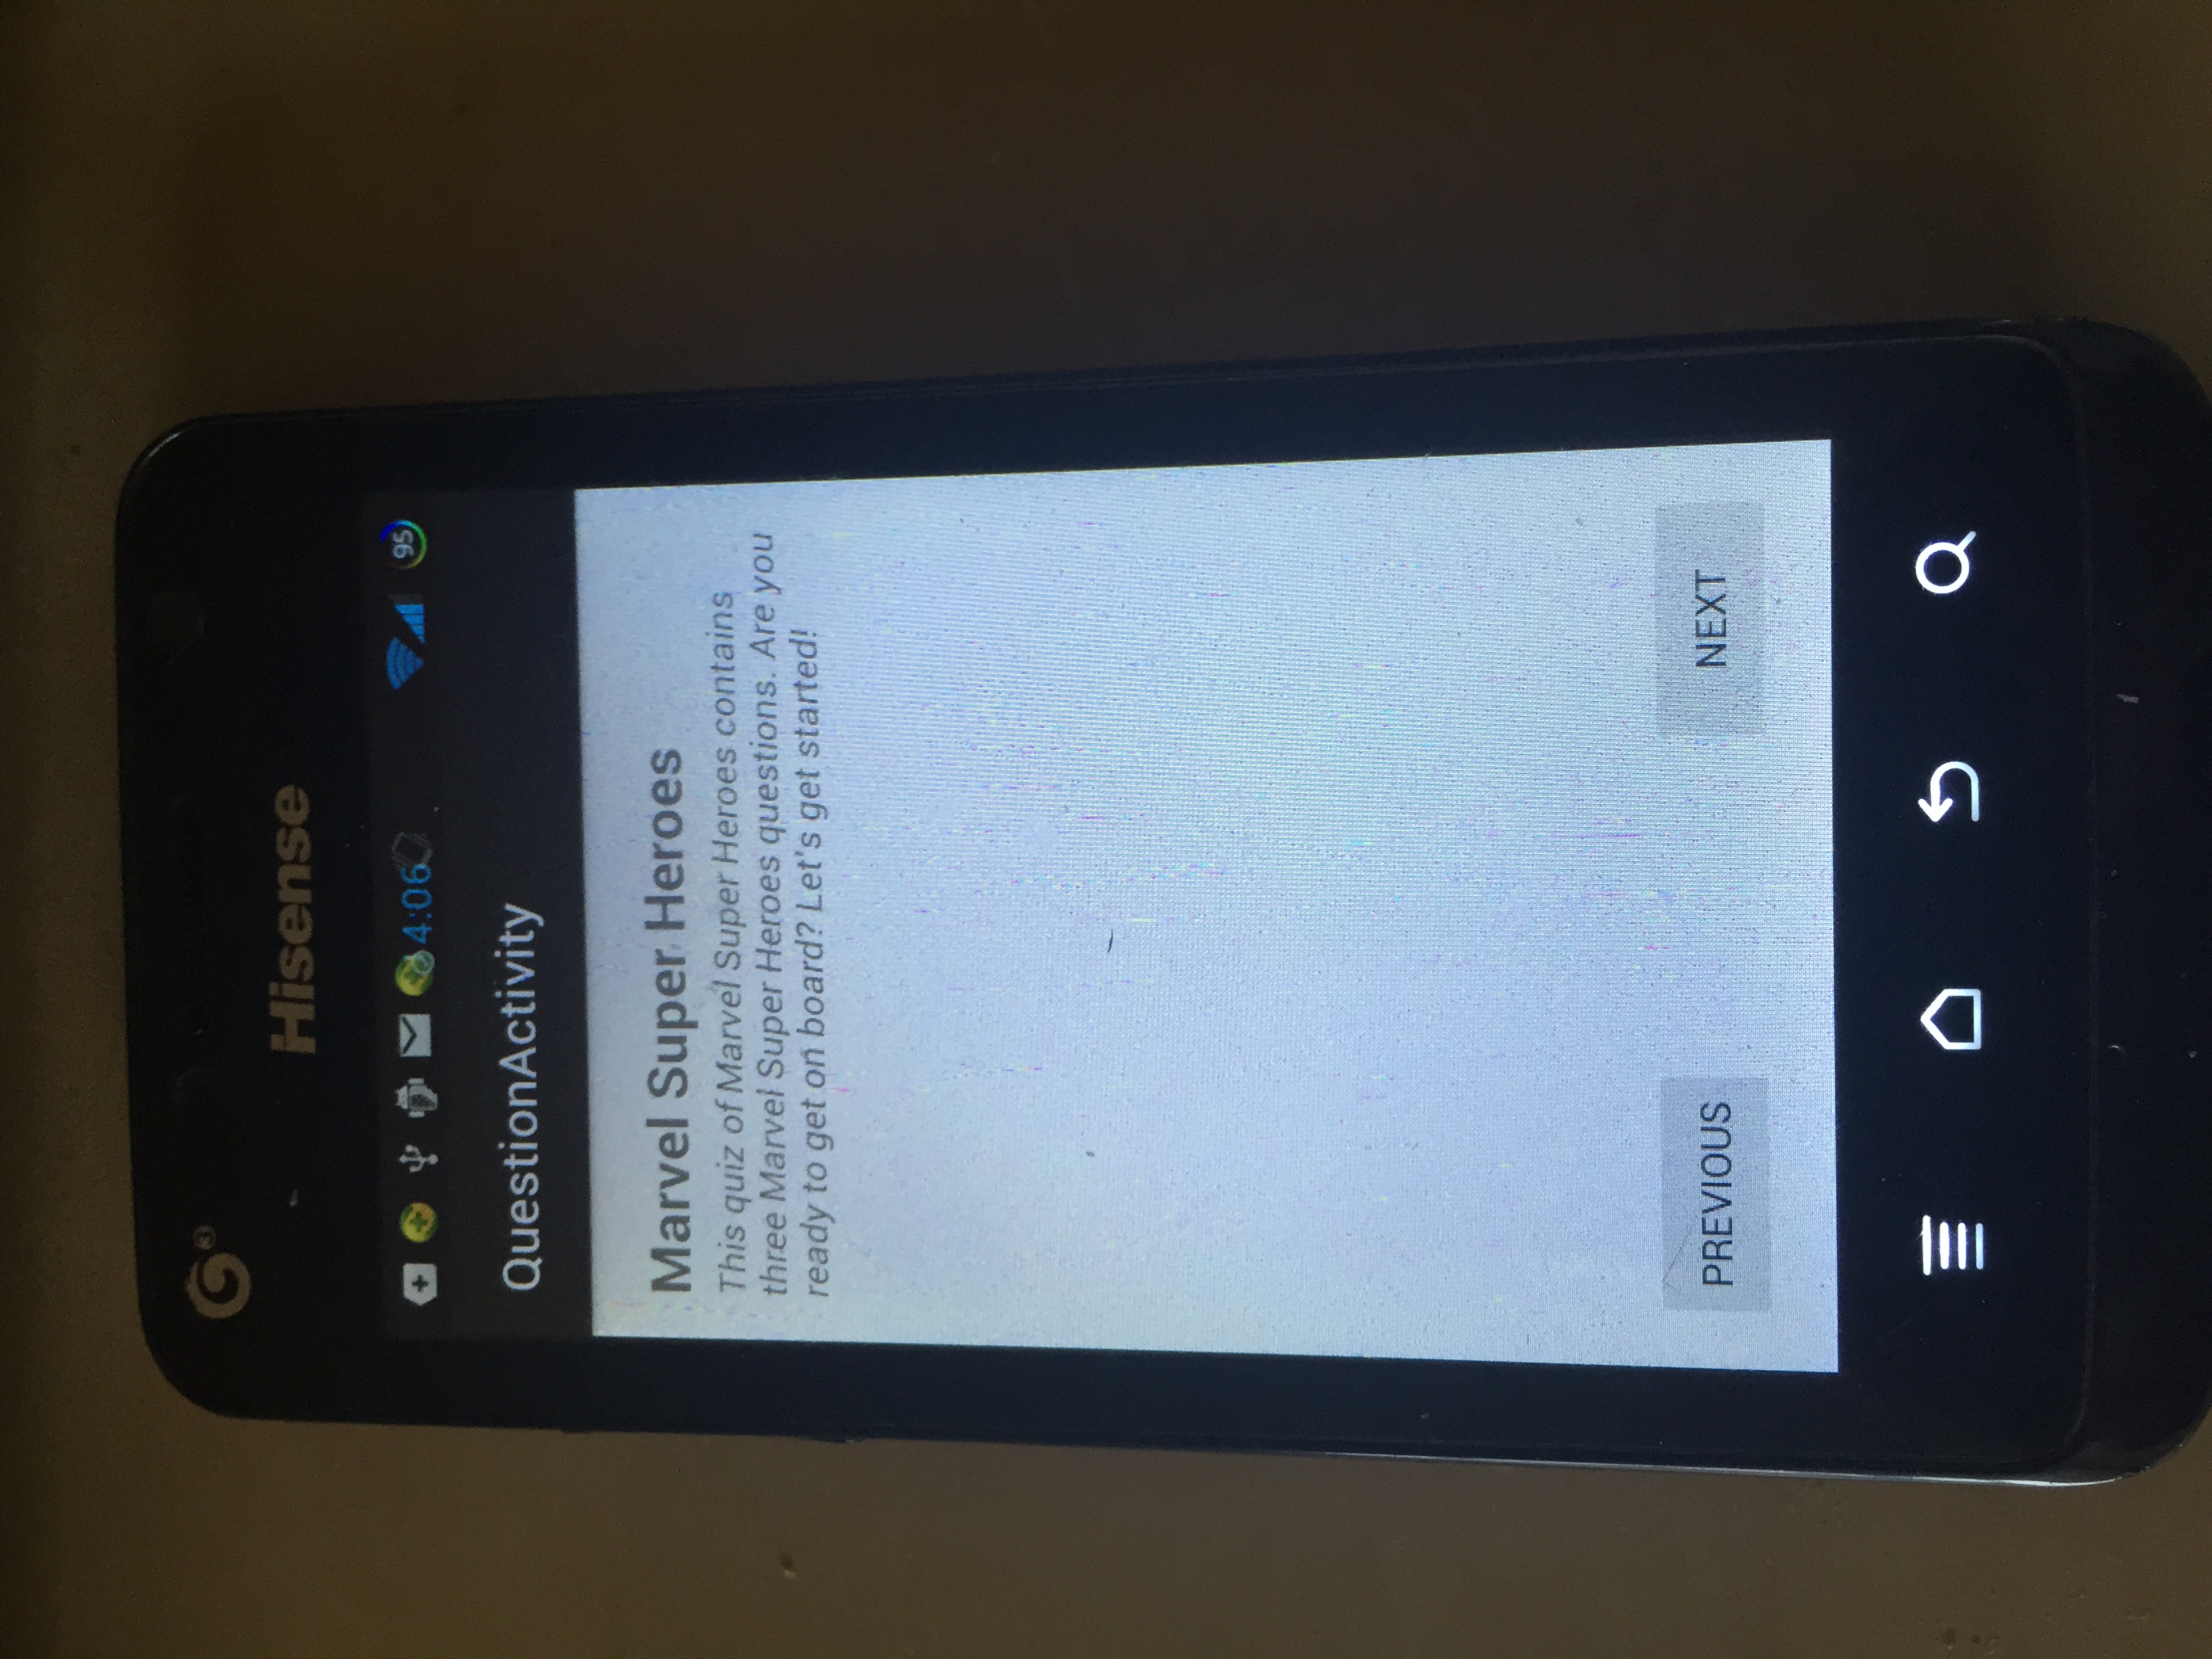 Hisense
4:06
95
QuestionActivity
Marvel Super Heroes
This quiz of Marvel Super Heroes contains
three Marvel Super Heroes questions. Are you
ready to get on board? Let's get started!
PREVIOUS
NEXT